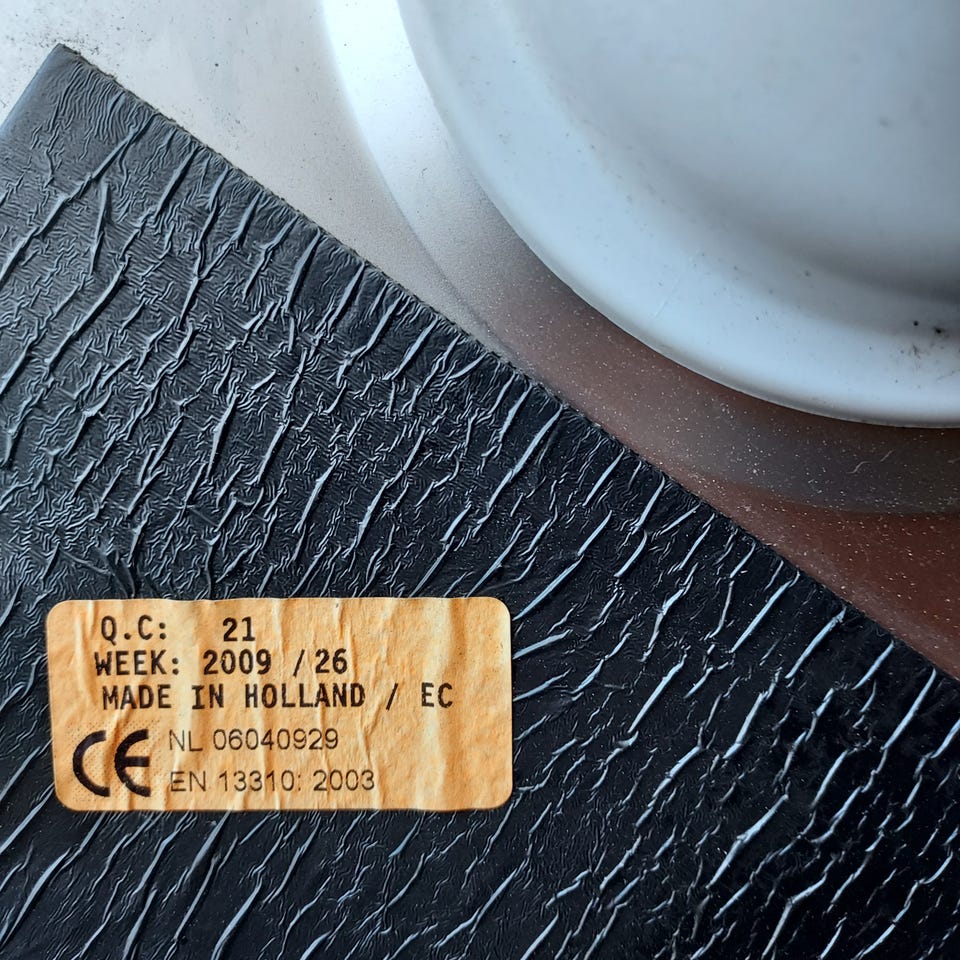 Q.C: 21
WEEK: 2009 / 26
MADE IN HOLLAND / EC
CE NL 06040929
EN 13310: 2003